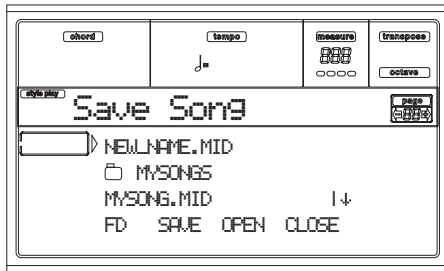 chord
tempo
measure
transpose
♩=
octave
style play
Save Song
page
NEW_NAME.MID
MYSONGS
MYSONG.MID
FD SAVE OPEN CLOSE